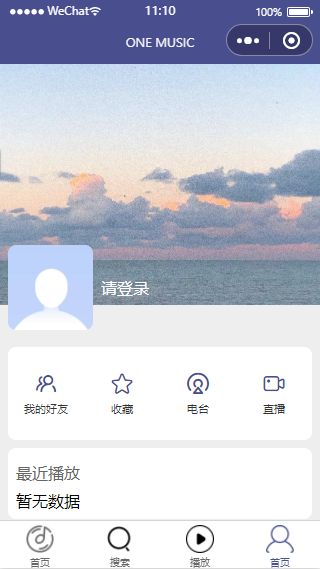 WeChat 11:10 100%
ONE MUSIC
请登录
我的好友 收藏 电台 直播
最近播放
暂无数据
首页 搜索 播放 首页